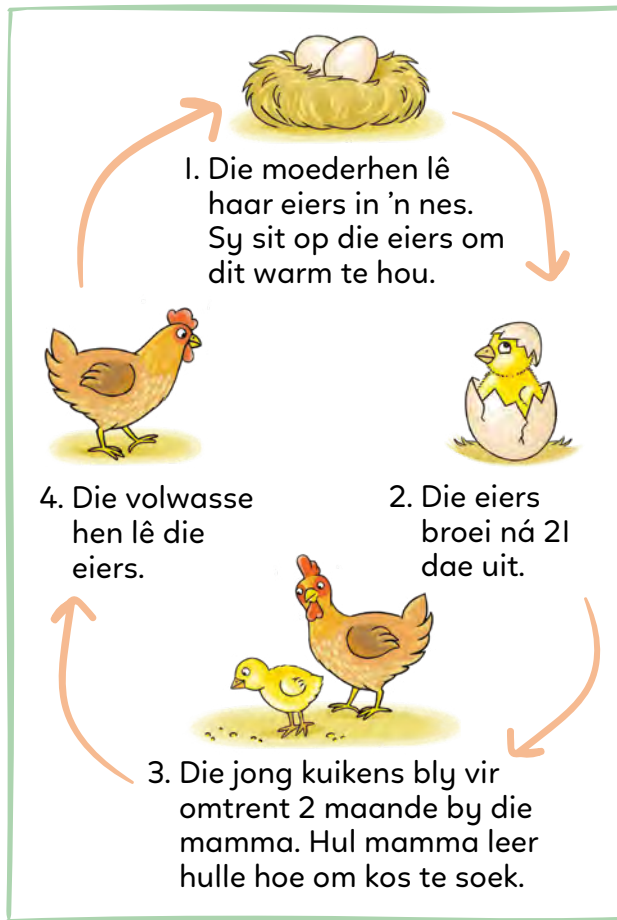 1. Die moederhen lê
haar eiers in 'n nes.
Sy sit op die eiers om
dit warm te hou.
2. Die eiers
broei ná 21
dae uit.
3. Die jong kuikens bly vir
omtrent 2 maande by die
mamma. Hul mamma leer
hulle hoe om kos te soek.
4. Die volwasse
hen lê die
eiers.